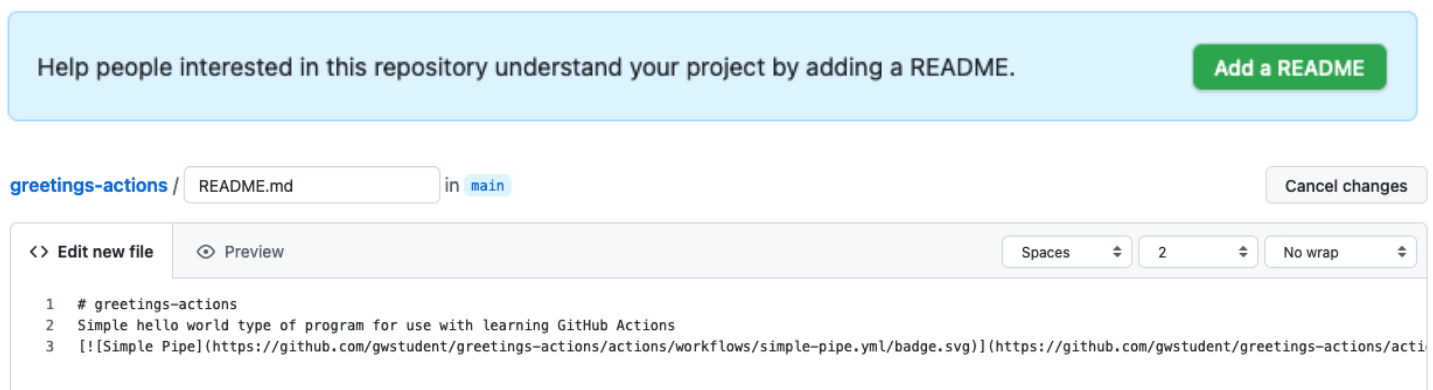 Help people interested in this repository understand your project by adding a README. Add a README
greetings-actions / README.md in main Cancel changes
<> Edit new file Preview Spaces 2 No wrap
1 # greetings-actions
2 Simple hello world type of program for use with learning GitHub Actions
3 [![Simple Pipe](https://github.com/gwstudent/greetings-actions/actions/workflows/simple-pipe.yml/badge.svg)](https://github.com/gwstudent/greetings-actions/acti